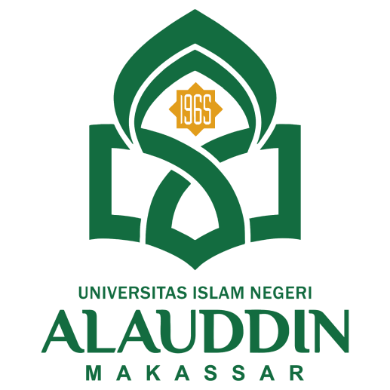 1965
UNIVERSITAS ISLAM NEGERI
ALAUDDIN
MAKASSAR